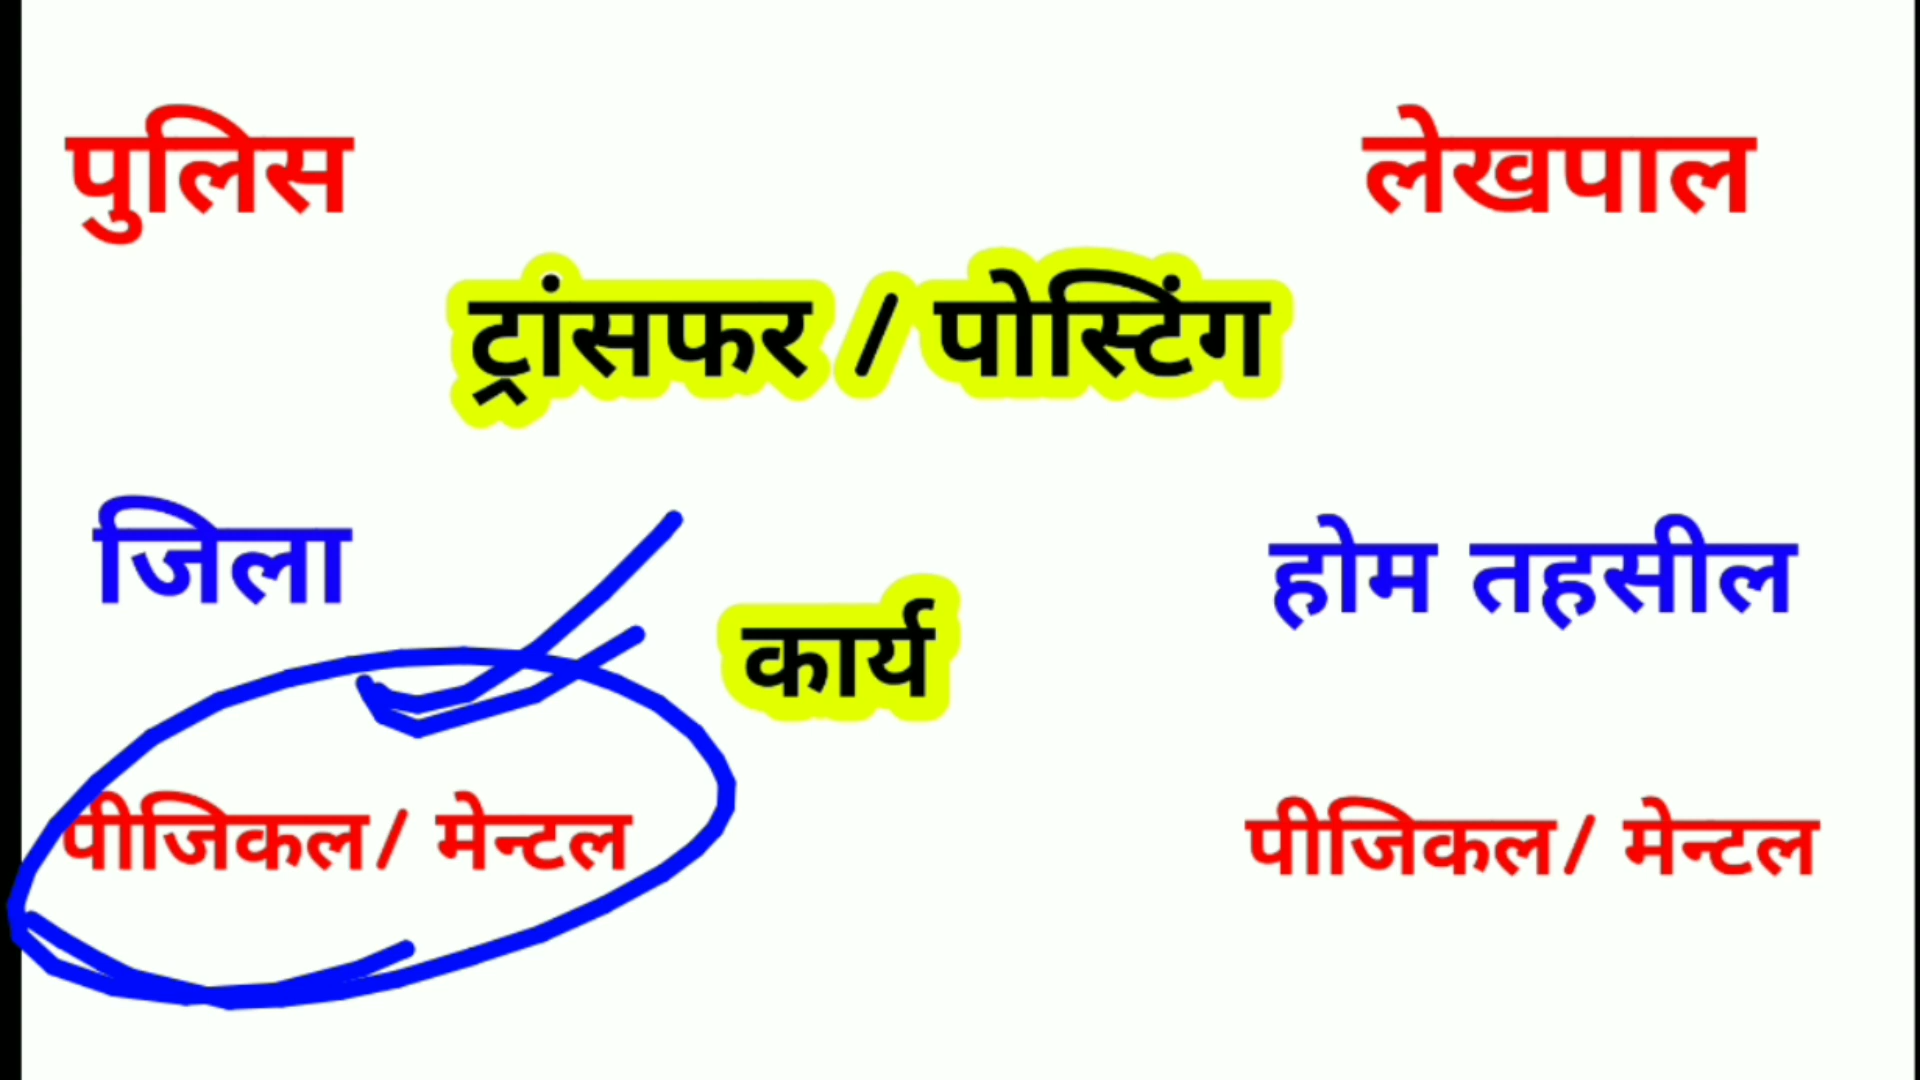 पुलिस लेखपाल
ट्रांसफर / पोस्टिंग
जिला होम तहसील
कार्य
पीजिकल/ मेन्टल पीजिकल/ मेन्टल